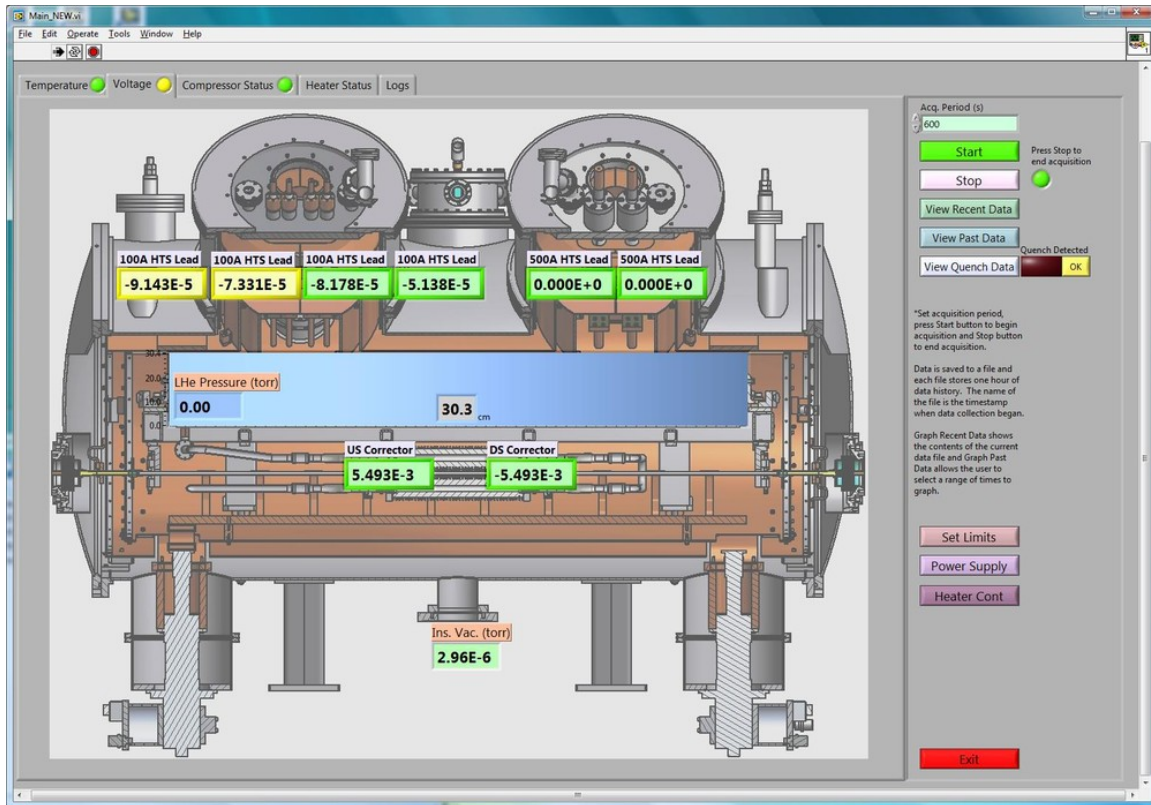 Main_NEW.vi
File Edit Operate Tools Window Help
Temperature Voltage Compressor Status Heater Status Logs
100A HTS Lead 100A HTS Lead 100A HTS Lead 100A HTS Lead 500A HTS Lead 500A HTS Lead
-9.143E-5 -7.331E-5 -8.178E-5 -5.138E-5 0.000E+0 0.000E+0
30.4
20.0
10.0
0.0
LHe Pressure (torr)
0.00
30.3 cm
US Corrector DS Corrector
5.493E-3 -5.493E-3
Ins. Vac. (torr)
2.96E-6
Acq. Period (s)
600
Start
Press Stop to
end acquisition
Stop
View Recent Data
View Past Data
Quench Detected
View Quench Data
OK
*Set acquisition period,
press Start button to begin
acquisition and Stop button
to end acquisition.
Data is saved to a file and
each file stores one hour of
data history. The name of
the file is the timestamp
when data collection began.
Graph Recent Data shows
the contents of the current
data file and Graph Past
Data allows the user to
select a range of times to
graph.
Set Limits
Power Supply
Heater Cont
Exit